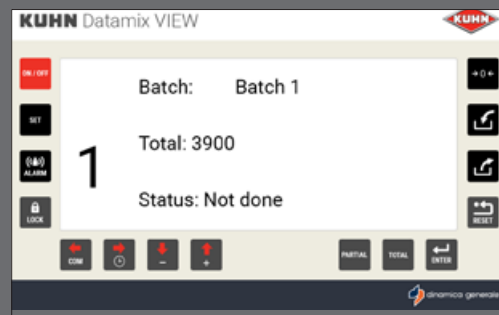 KUHN Datamix VIEW
KUHN
ON / OFF
Batch: Batch 1
→0←
SET
Total: 3900
1
ALARM
Status: Not done
LOCK
RESET
COM
−
+
PARTIAL
TOTAL
ENTER
dinamica generale